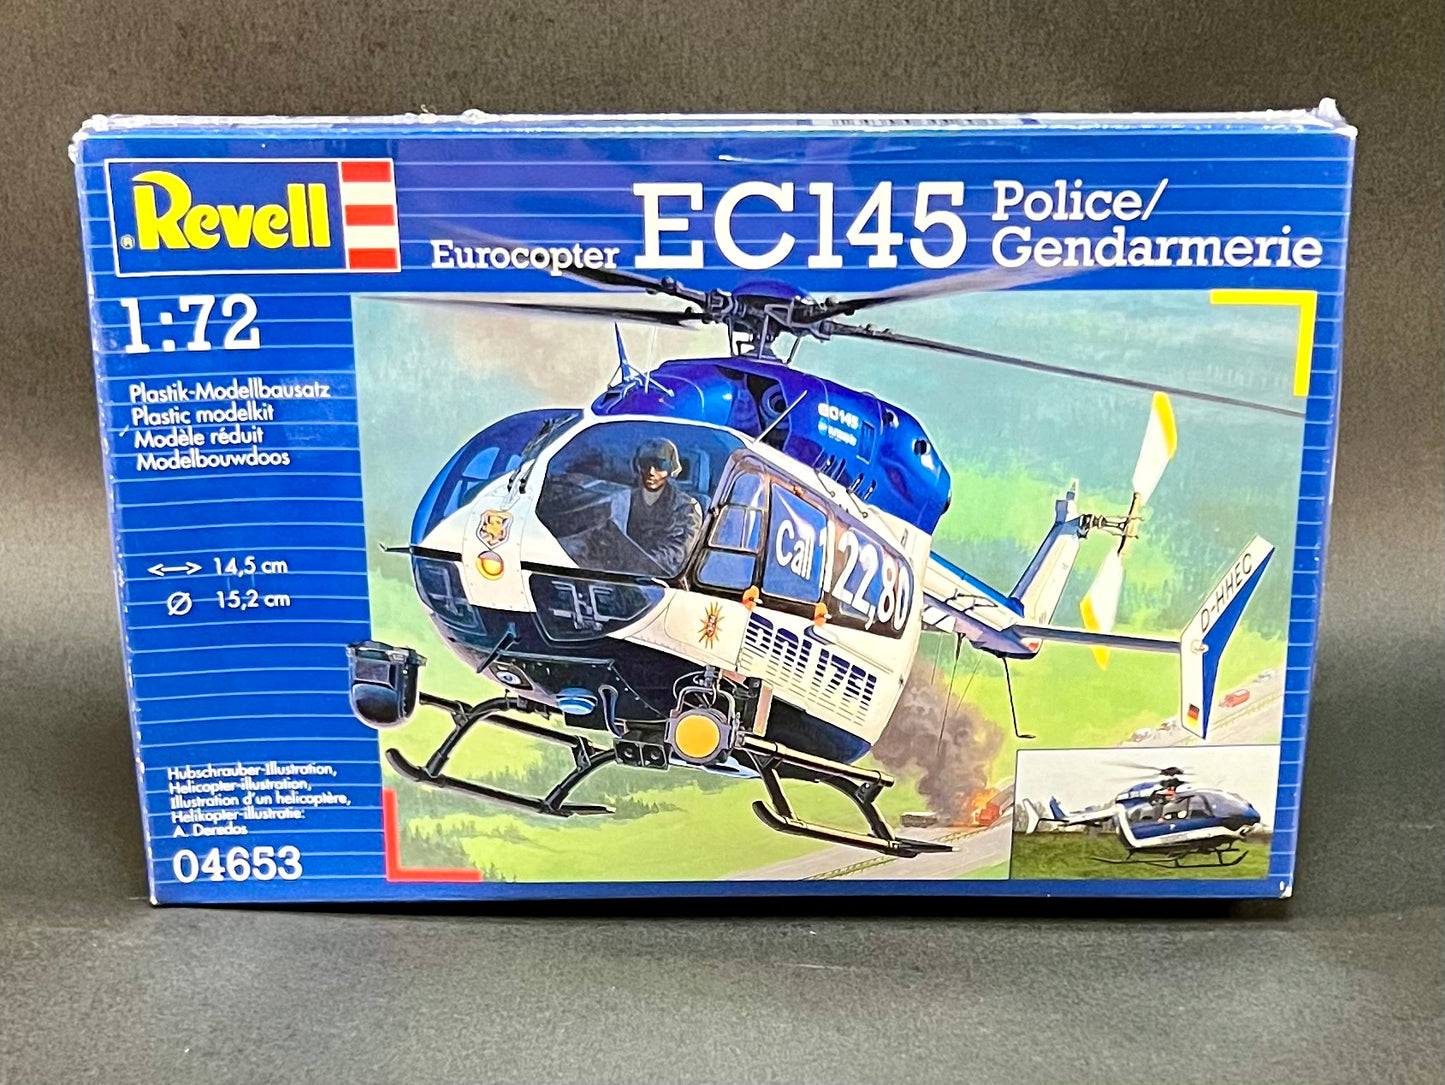 Revell
®
Eurocopter EC145 Police/
Gendarmerie
1:72
Plastik-Modellbausatz
Plastic modelkit
Modèle réduit
Modelbouwdoos
14,5 cm
15,2 cm
EC145
Call 122,80
POLIZEI
D-HHEC
Hubschrauber-Illustration,
Helicopter-illustration,
Illustration d'un helicoptère,
Helikopter-illustratie:
A. Deredos
04653